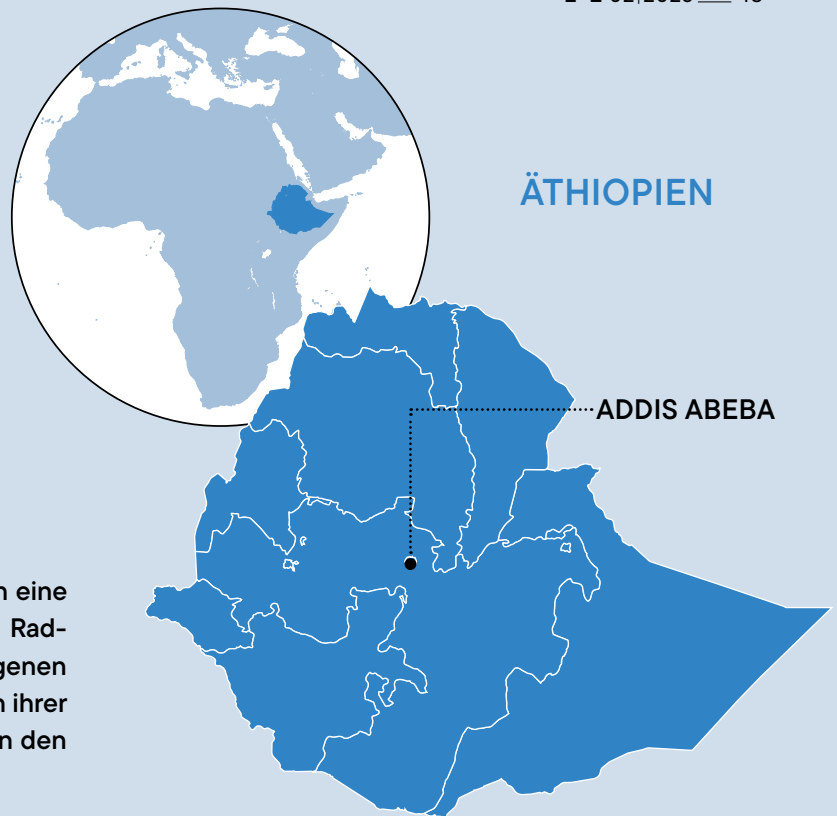 ÄTHIOPIEN
ADDIS ABEBA
eine
Rad-
genen
ihrer
den